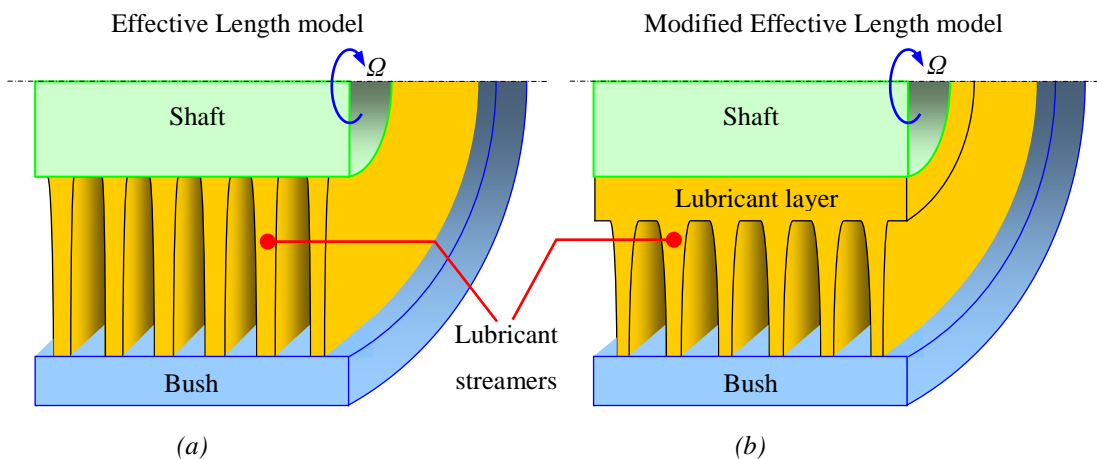 Effective Length model
Modified Effective Length model
Ω
Ω
Shaft
Shaft
Lubricant layer
Lubricant
streamers
Bush
Bush
(a)
(b)